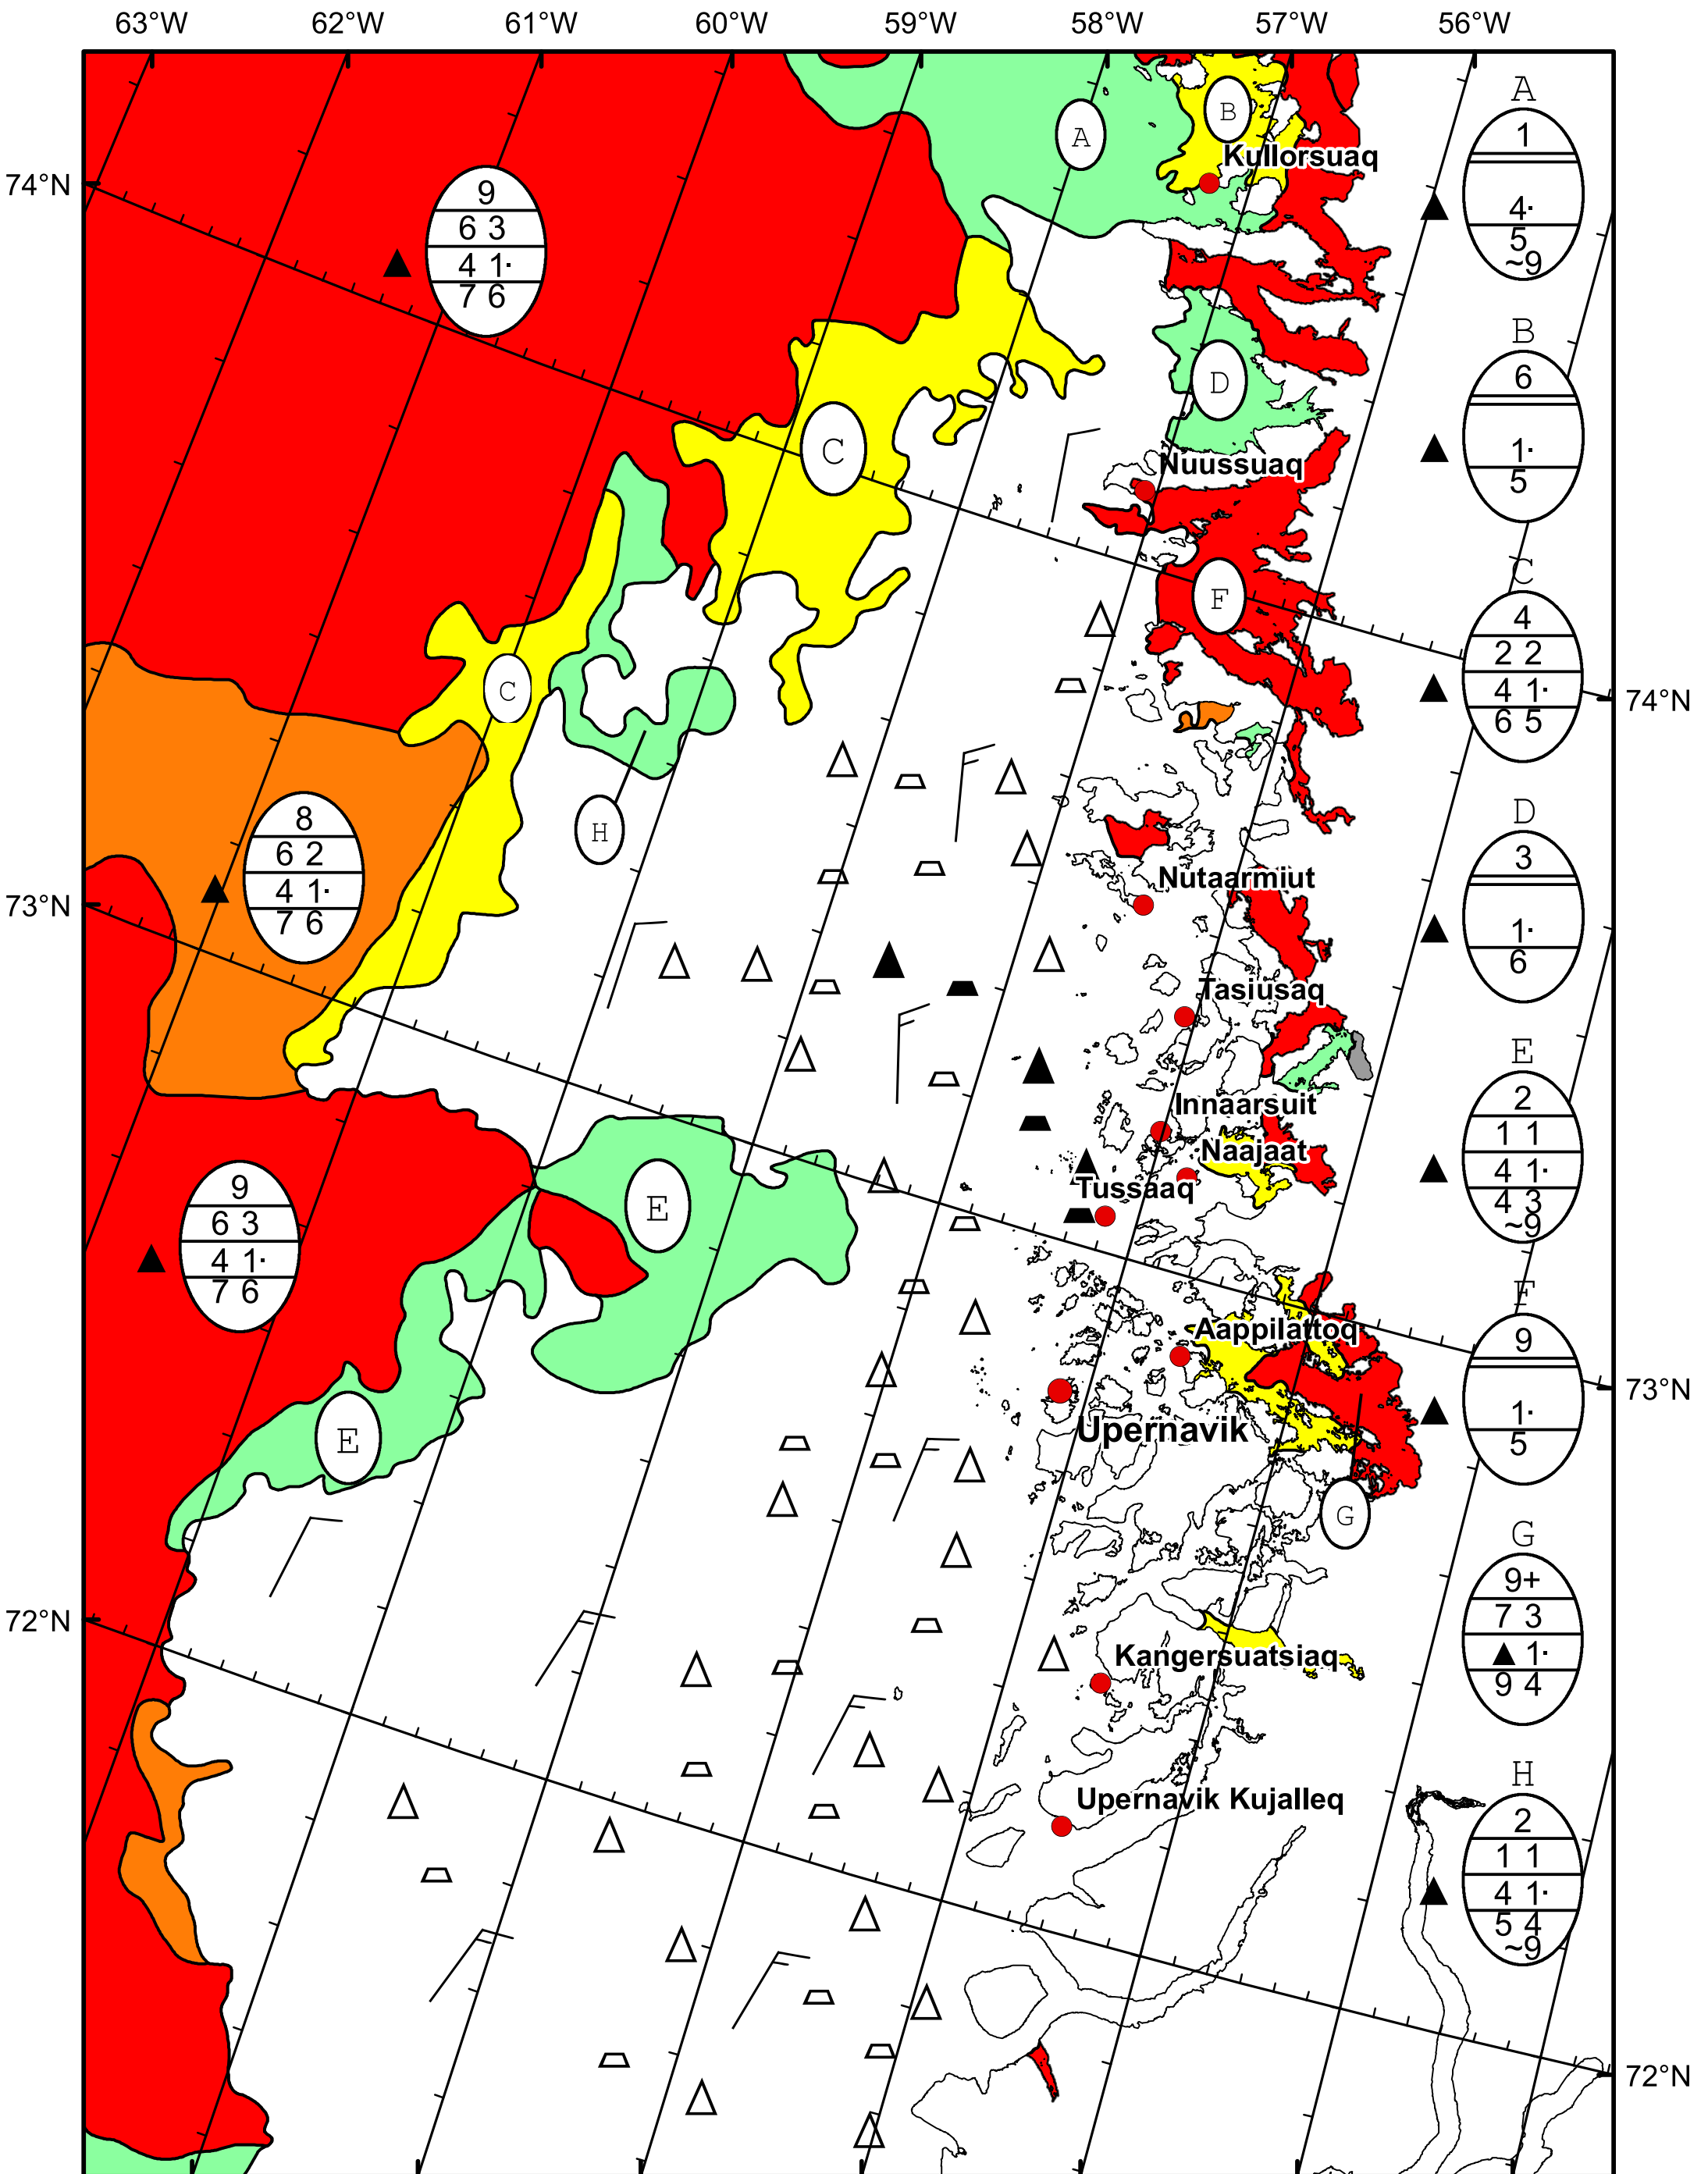 63°W 62°W 61°W 60°W 59°W 58°W 57°W 56°W
A
1
4·
5
~9
B
6
1·
5
C
4
2 2
4 1·
6 5
D
3
1·
6
E
2
1 1
4 1·
4 3
~9
F
9
1·
5
G
9+
7 3
▲ 1·
9 4
H
2
1 1
4 1·
5 4
~9
74°N
9
6 3
4 1·
7 6
A
B
Kullorsuaq
D
C
Nuussuaq
F
C
74°N
H
8
6 2
4 1·
7 6
73°N
Nutaarmiut
Tasiusaq
Innaarsuit
Naajaat
Tussaaq
E
9
6 3
4 1·
7 6
Aappilattoq
73°N
Upernavik
E
G
72°N
Kangersuatsiaq
Upernavik Kujalleq
72°N